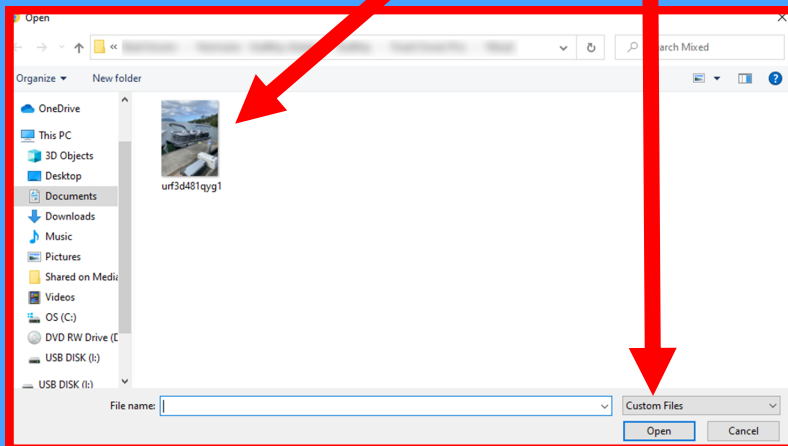 Open
«
arch Mixed
Organize
New folder
OneDrive
This PC
3D Objects
Desktop
Documents
Downloads
Music
Pictures
Shared on Media
Videos
OS (C:)
DVD RW Drive (D
USB DISK (I:)
USB DISK (I:)
urf3d481qyg1
File name:
Custom Files
Open
Cancel